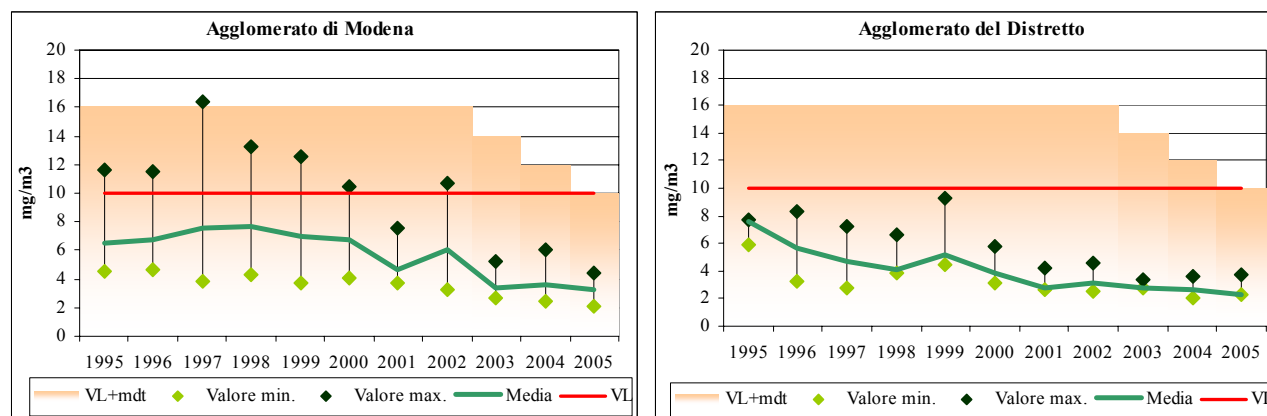 Agglomerato di Modena
mg/m3
20
18
16
14
12
10
8
6
4
2
0
1995 1996 1997 1998 1999 2000 2001 2002 2003 2004 2005
VL+mdt Valore min. Valore max. Media VL
Agglomerato del Distretto
mg/m3
20
18
16
14
12
10
8
6
4
2
0
1995 1996 1997 1998 1999 2000 2001 2002 2003 2004 2005
VL+mdt Valore min. Valore max. Media VL